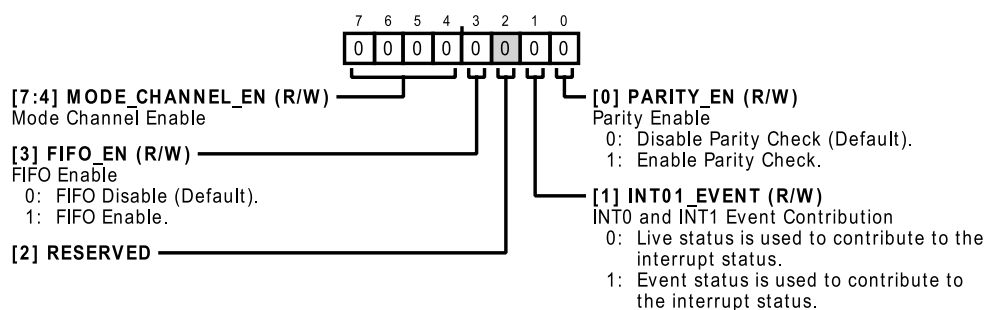 7 6 5 4 3 2 1 0
0 0 0 0 0 0 0 0
[7:4] MODE_CHANNEL_EN (R/W)
Mode Channel Enable
[3] FIFO_EN (R/W)
FIFO Enable
0: FIFO Disable (Default).
1: FIFO Enable.
[2] RESERVED
[0] PARITY_EN (R/W)
Parity Enable
0: Disable Parity Check (Default).
1: Enable Parity Check.
[1] INT01_EVENT (R/W)
INT0 and INT1 Event Contribution
0: Live status is used to contribute to the
interrupt status.
1: Event status is used to contribute to
the interrupt status.